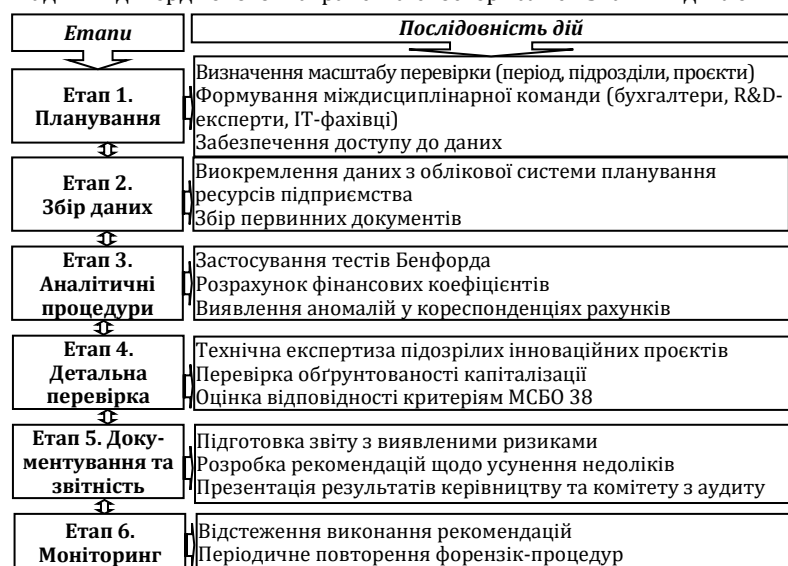 Етапи
Послідовність дій
Етап 1.
Планування
Визначення масштабу перевірки (період, підрозділи, проєкти)
Формування міждисциплінарної команди (бухгалтери, R&D-
експерти, ІТ-фахівці)
Забезпечення доступу до даних
Етап 2.
Збір даних
Виокремлення даних з облікової системи планування
ресурсів підприємства
Збір первинних документів
Етап 3.
Аналітичні
процедури
Застосування тестів Бенфорда
Розрахунок фінансових коефіцієнтів
Виявлення аномалій у кореспонденціях рахунків
Етап 4.
Детальна
перевірка
Технічна експертиза підозрілих інноваційних проєктів
Перевірка обґрунтованості капіталізації
Оцінка відповідності критеріям МСБО 38
Етап 5. Доку-
ментування та
звітність
Підготовка звіту з виявленими ризиками
Розробка рекомендацій щодо усунення недоліків
Презентація результатів керівництву та комітету з аудиту
Етап 6.
Моніторинг
Відстеження виконання рекомендацій
Періодичне повторення форензік-процедур